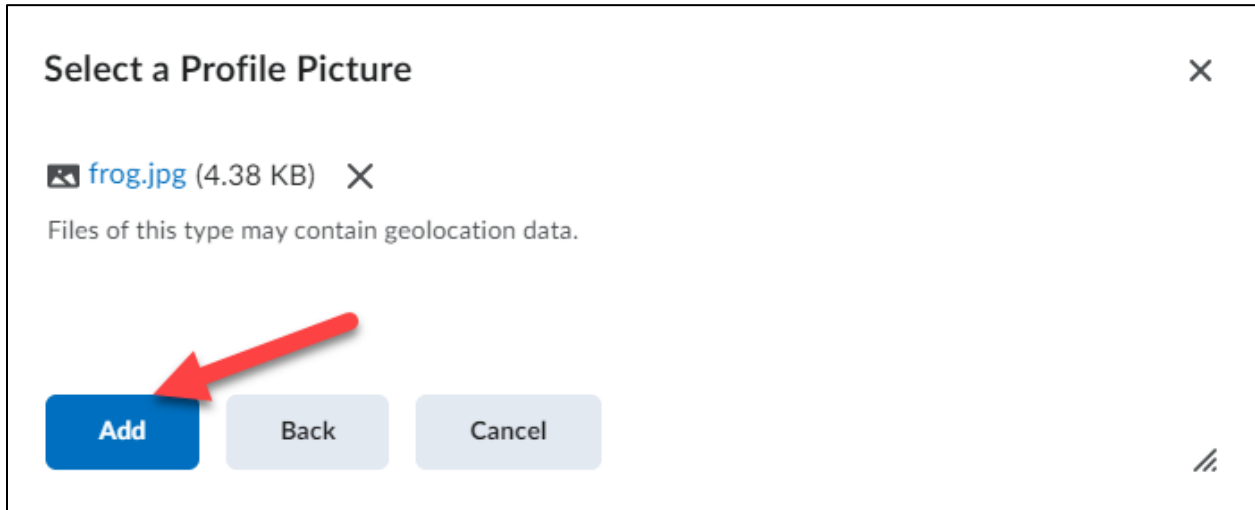 Select a Profile Picture
frog.jpg (4.38 KB)
Files of this type may contain geolocation data.
Add Back Cancel